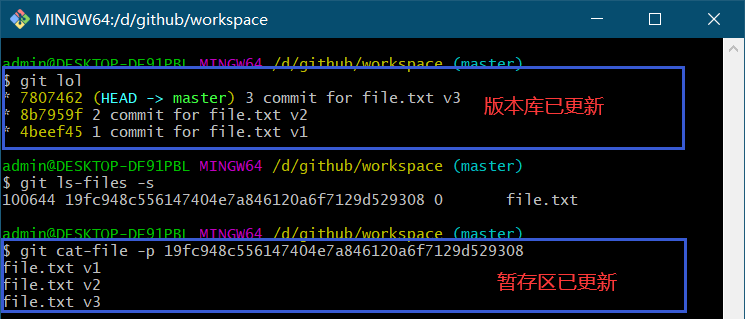 MINGW64:/d/github/workspace
admin@DESKTOP-DF91PBL MINGW64 /d/github/workspace (master)
$ git lol
* 7807462 (HEAD -> master) 3 commit for file.txt v3
* 8b7959f 2 commit for file.txt v2
* 4beef45 1 commit for file.txt v1
版本库已更新
admin@DESKTOP-DF91PBL MINGW64 /d/github/workspace (master)
$ git ls-files -s
100644 19fc948c556147404e7a846120a6f7129d529308 0 file.txt
admin@DESKTOP-DF91PBL MINGW64 /d/github/workspace (master)
$ git cat-file -p 19fc948c556147404e7a846120a6f7129d529308
file.txt v1
file.txt v2
file.txt v3
暂存区已更新